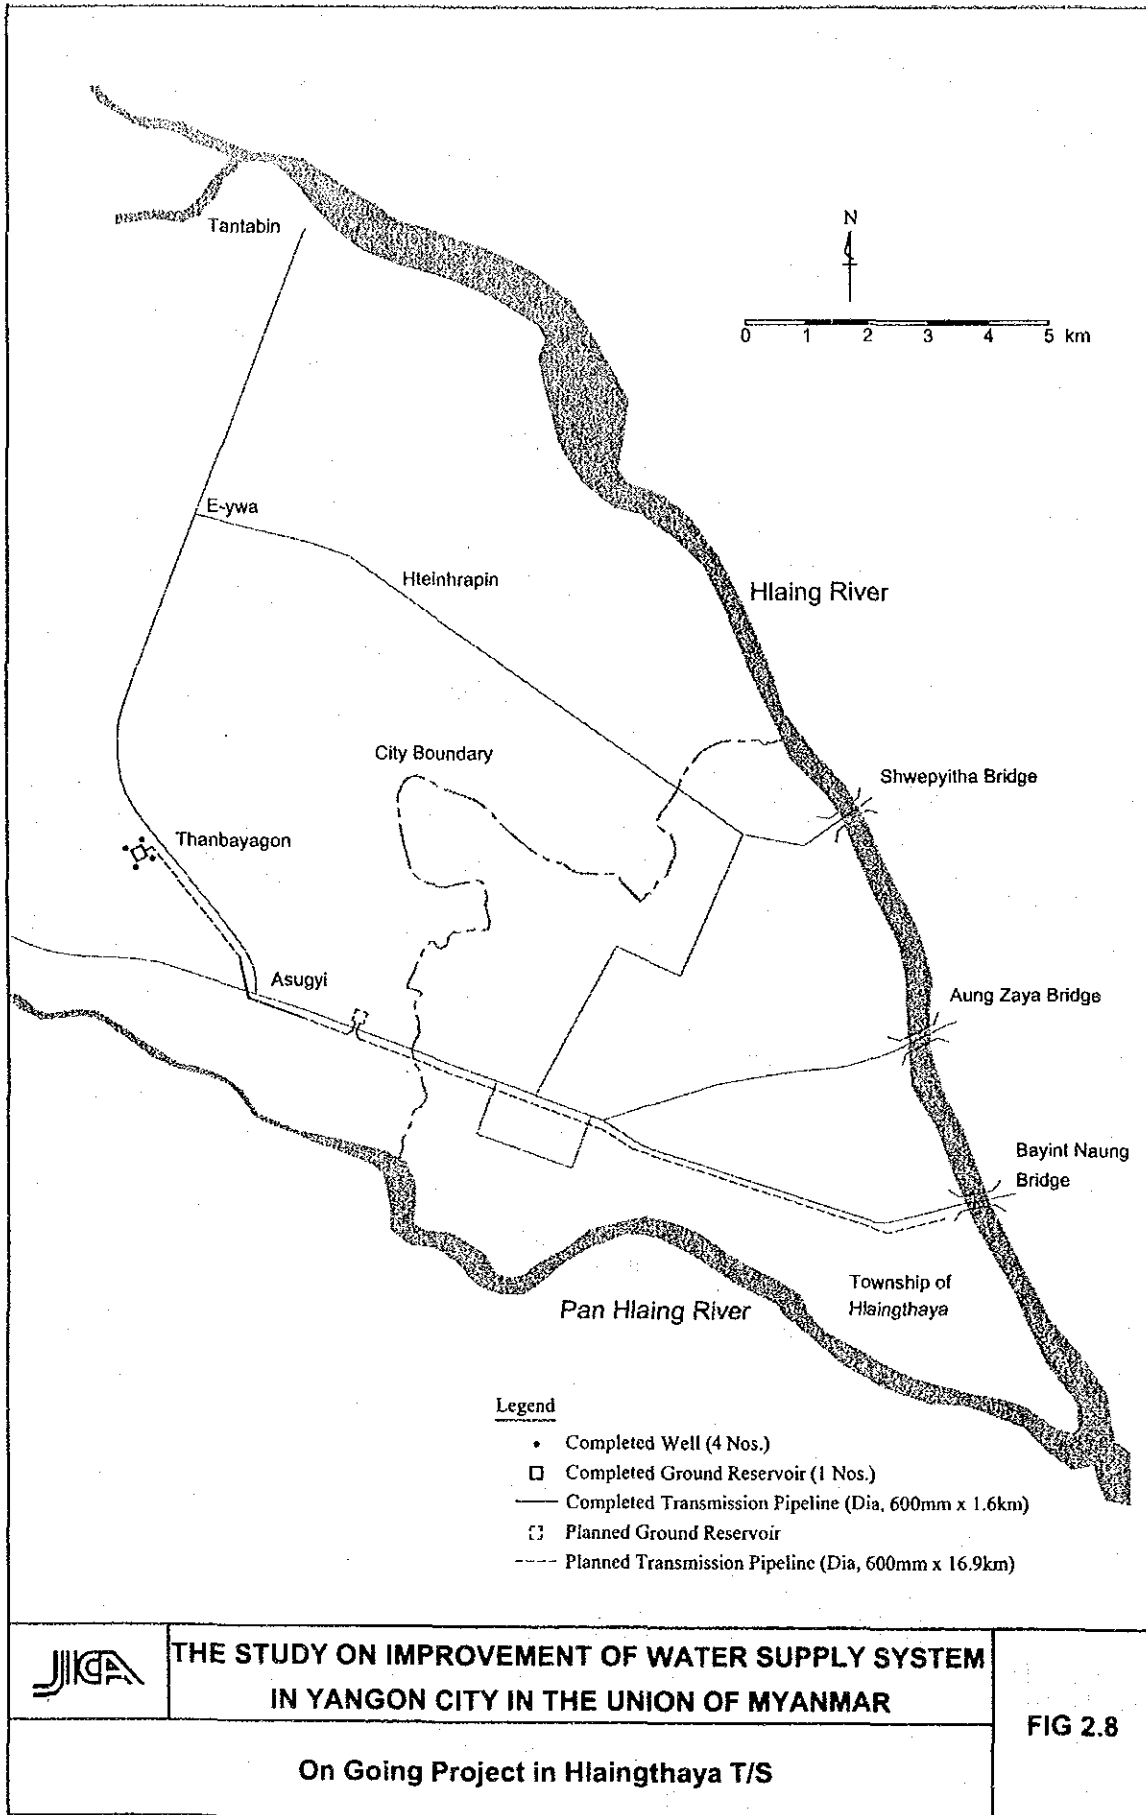 Tantabin
N
0 1 2 3 4 5 km
E-ywa
Hteinhrapin
Hlaing River
City Boundary
Shwepyitha Bridge
Thanbayagon
Asugyi
Aung Zaya Bridge
Bayint Naung
Bridge
Township of
Hlaingthaya
Pan Hlaing River
Legend
Completed Well (4 Nos.)
Completed Ground Reservoir (1 Nos.)
Completed Transmission Pipeline (Dia, 600mm x 1.6km)
Planned Ground Reservoir
Planned Transmission Pipeline (Dia, 600mm x 16.9km)
JICA
THE STUDY ON IMPROVEMENT OF WATER SUPPLY SYSTEM
IN YANGON CITY IN THE UNION OF MYANMAR
FIG 2.8
On Going Project in Hlaingthaya T/S